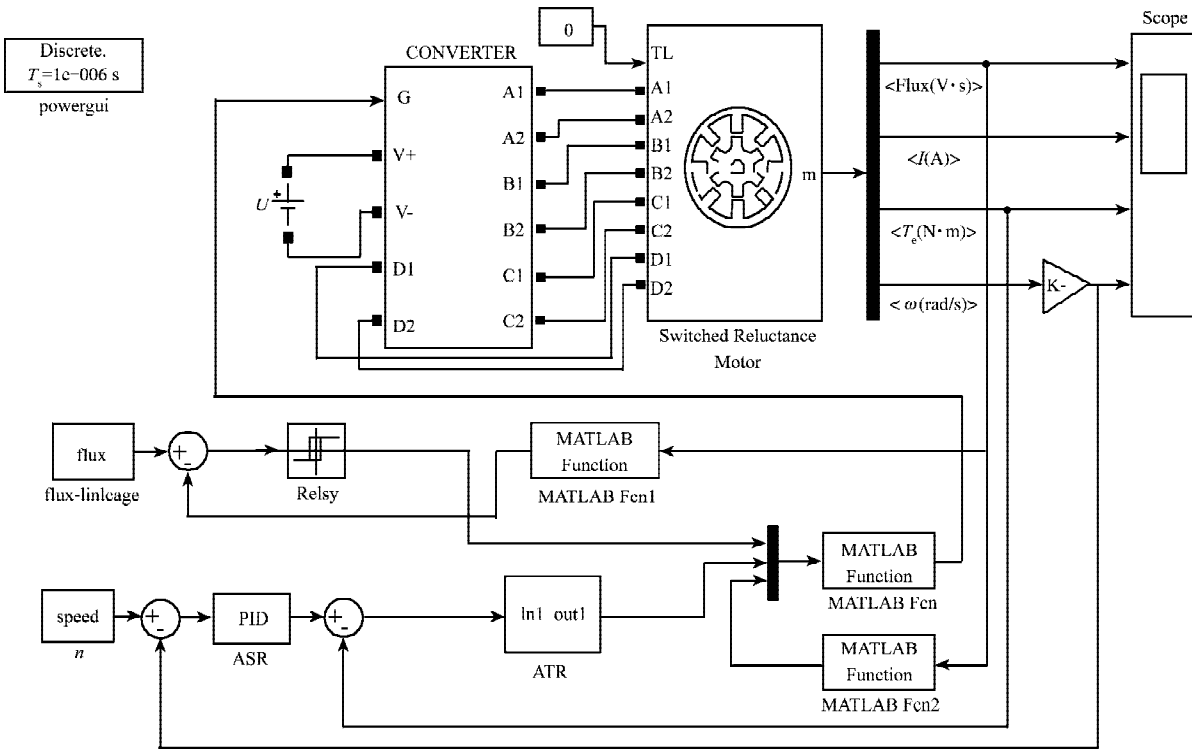 Discrete.
Ts=1e−006 s
powergui
CONVERTER
G
V+
V-
D1
D2
A1
A2
B1
B2
C1
C2
U
+
0
TL
A1
A2
B1
B2
C1
C2
D1
D2
m
Switched Reluctance
Motor
<Flux(V·s)>
<I(A)>
<Te(N·m)>
<ω(rad/s)>
K-
Scope
flux
flux-linlcage
+
-
Relsy
MATLAB
Function
MATLAB Fcn1
speed
n
+
-
PID
ASR
+
-
In1 out1
ATR
MATLAB
Function
MATLAB Fcn
MATLAB
Function
MATLAB Fcn2